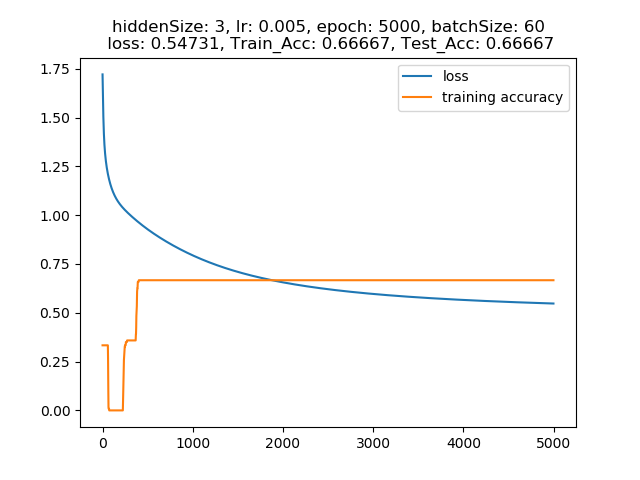 hiddenSize: 3, lr: 0.005, epoch: 5000, batchSize: 60
loss: 0.54731, Train_Acc: 0.66667, Test_Acc: 0.66667
loss
training accuracy
1.75
1.50
1.25
1.00
0.75
0.50
0.25
0.00
0 1000 2000 3000 4000 5000